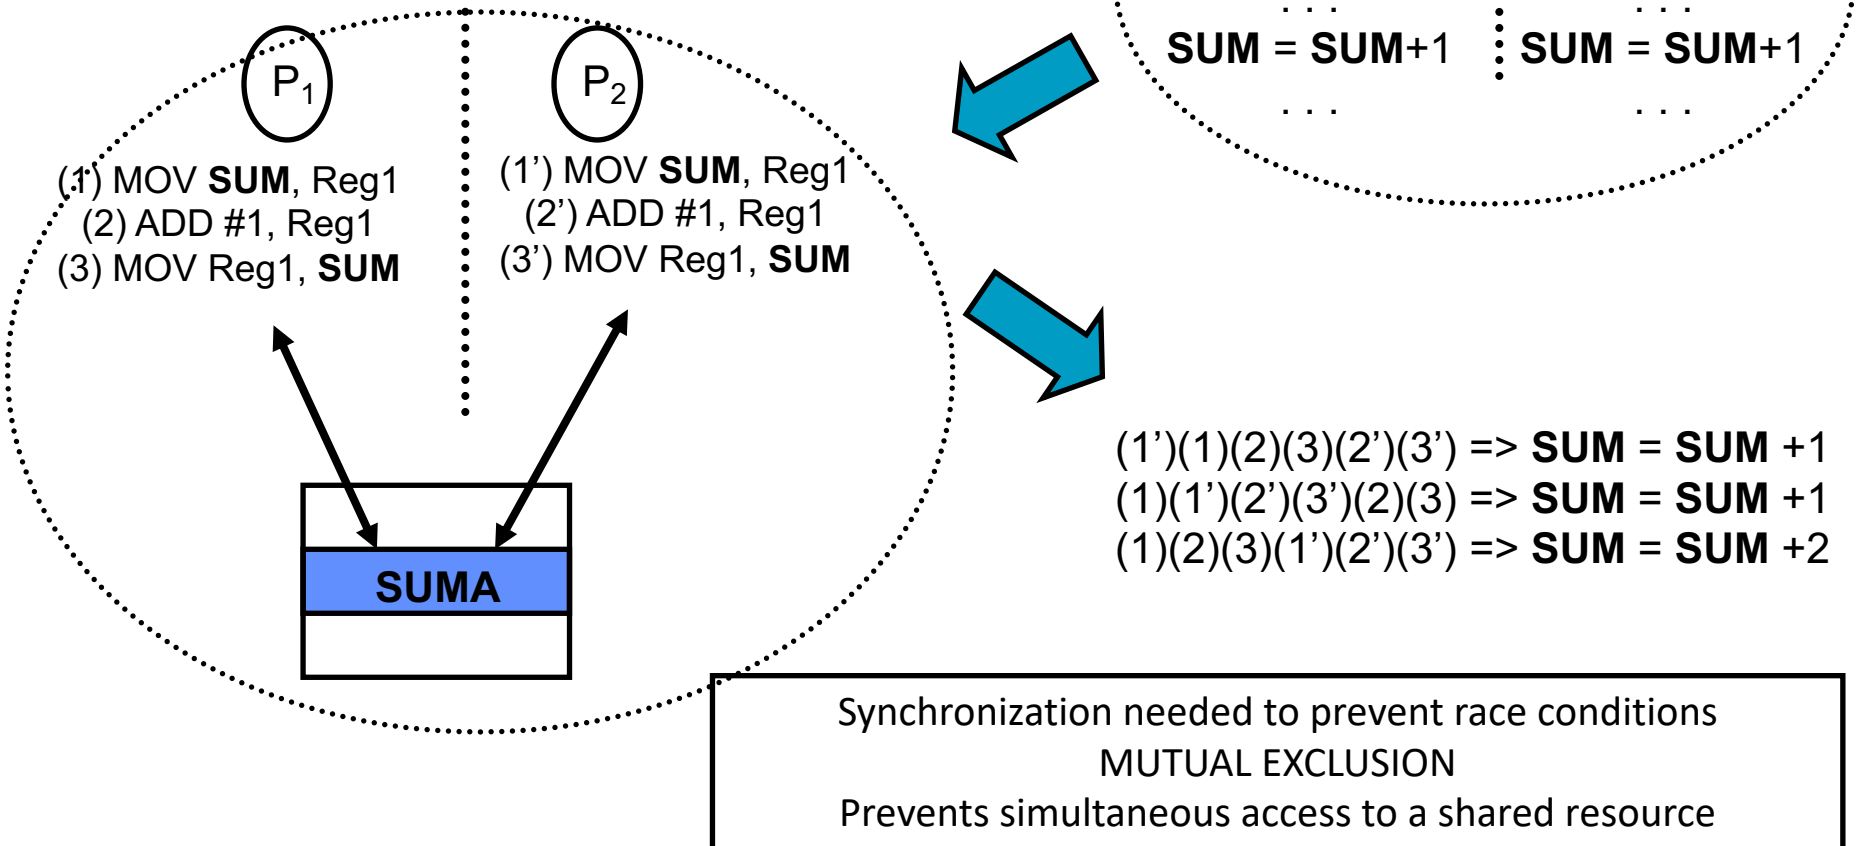 . . .
. . .
SUM = SUM+1
SUM = SUM+1
. . .
. . .
P1
P2
(1) MOV SUM, Reg1
(2) ADD #1, Reg1
(3) MOV Reg1, SUM
(1’) MOV SUM, Reg1
(2’) ADD #1, Reg1
(3’) MOV Reg1, SUM
SUMA
(1’)(1)(2)(3)(2’)(3’) => SUM = SUM +1
(1)(1’)(2’)(3’)(2)(3) => SUM = SUM +1
(1)(2)(3)(1’)(2’)(3’) => SUM = SUM +2
Synchronization needed to prevent race conditions
MUTUAL EXCLUSION
Prevents simultaneous access to a shared resource